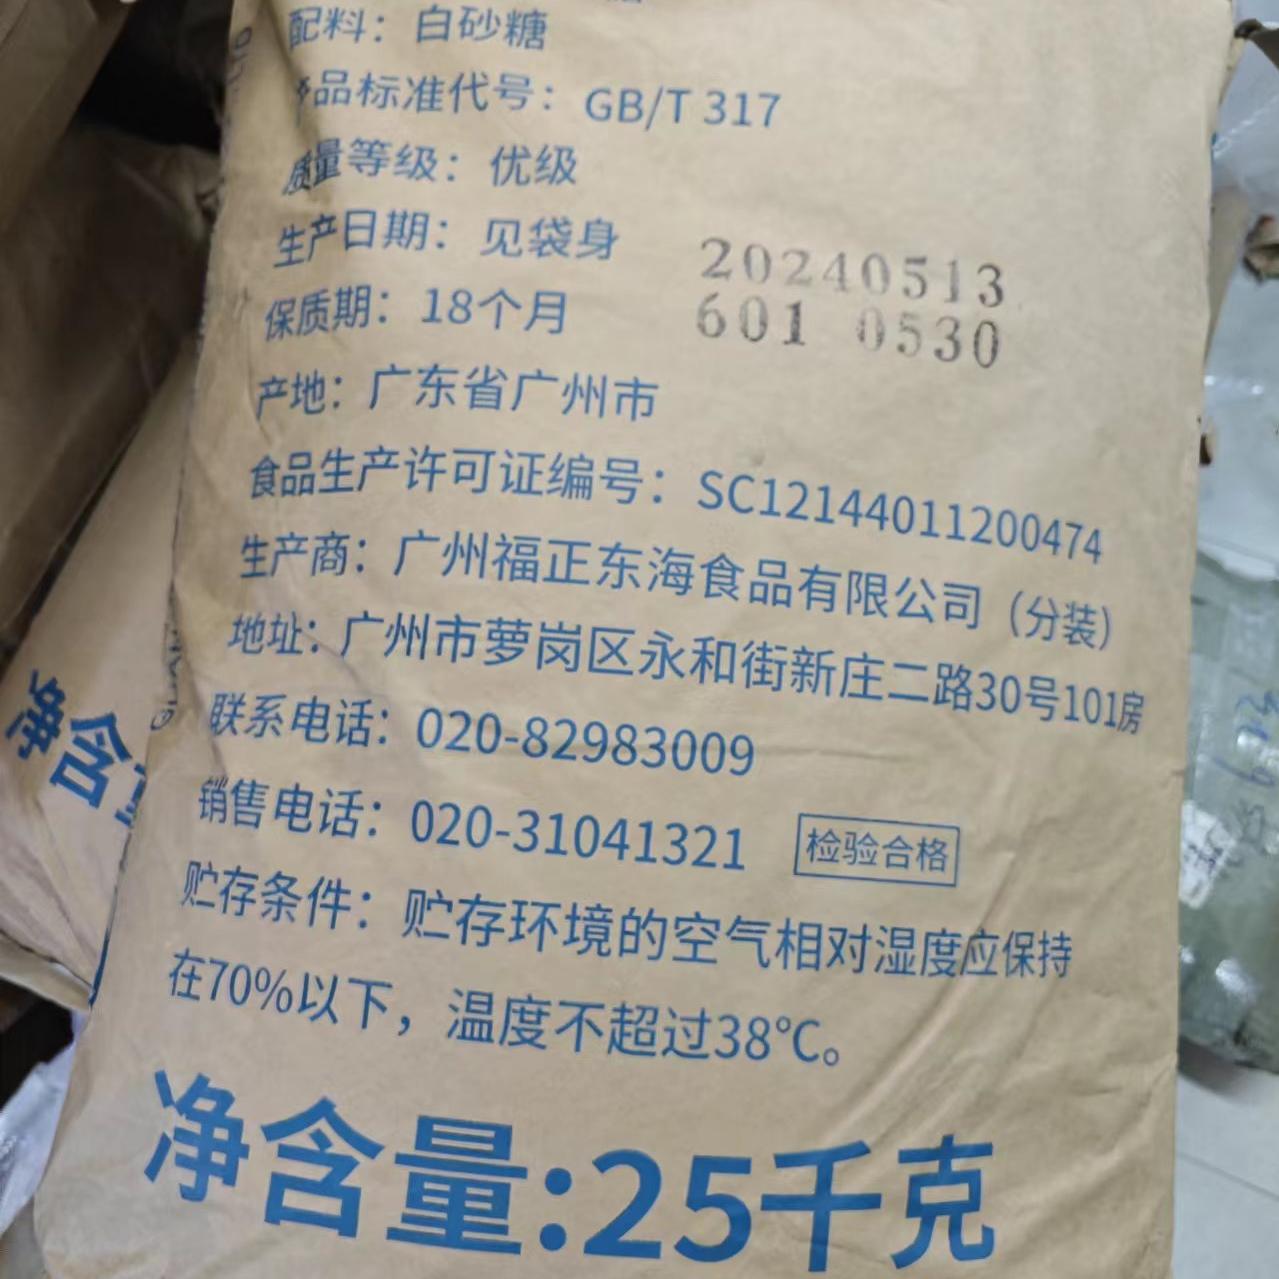 配料：白砂糖
产品标准代号：GB/T 317
质量等级：优级
生产日期：见袋身
20240513
保质期：18个月
601 0530
产地：广东省广州市
食品生产许可证编号：SC12144011200474
生产商：广州福正东海食品有限公司（分装）
地址：广州市萝岗区永和街新庄二路30号101房
联系电话：020-82983009
销售电话：020-31041321
检验合格
贮存条件：贮存环境的空气相对湿度应保持
在70%以下，温度不超过38℃。
净含量:25千克
净含